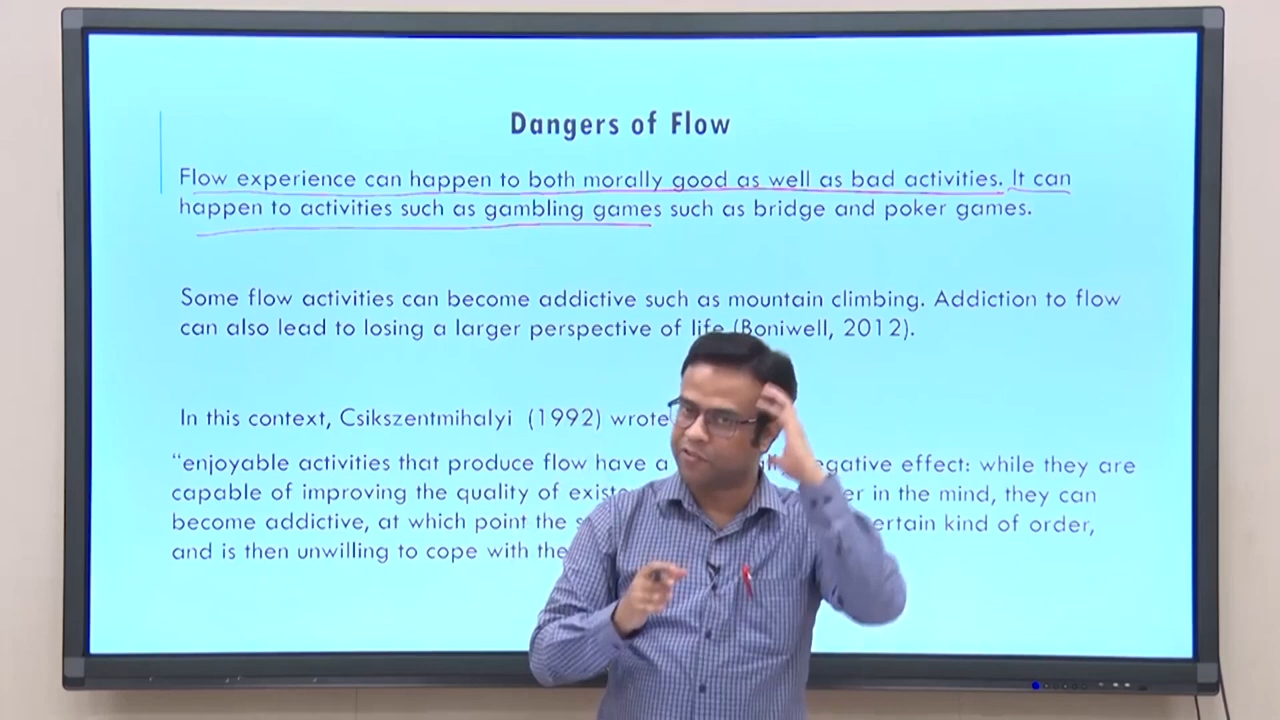 Dangers of Flow
Flow experience can happen to both morally good as well as bad activities. It can
happen to activities such as gambling games such as bridge and poker games.
Some flow activities can become addictive such as mountain climbing. Addiction to flow
can also lead to losing a larger perspective of life (Boniwell, 2012).
In this context, Csikszentmihalyi (1992) wrote
“enjoyable activities that produce flow have a effect: while they are
capable of improving the quality of in the mind, they can
become addictive, at which point the kind of order,
and is then unwilling to cope with the